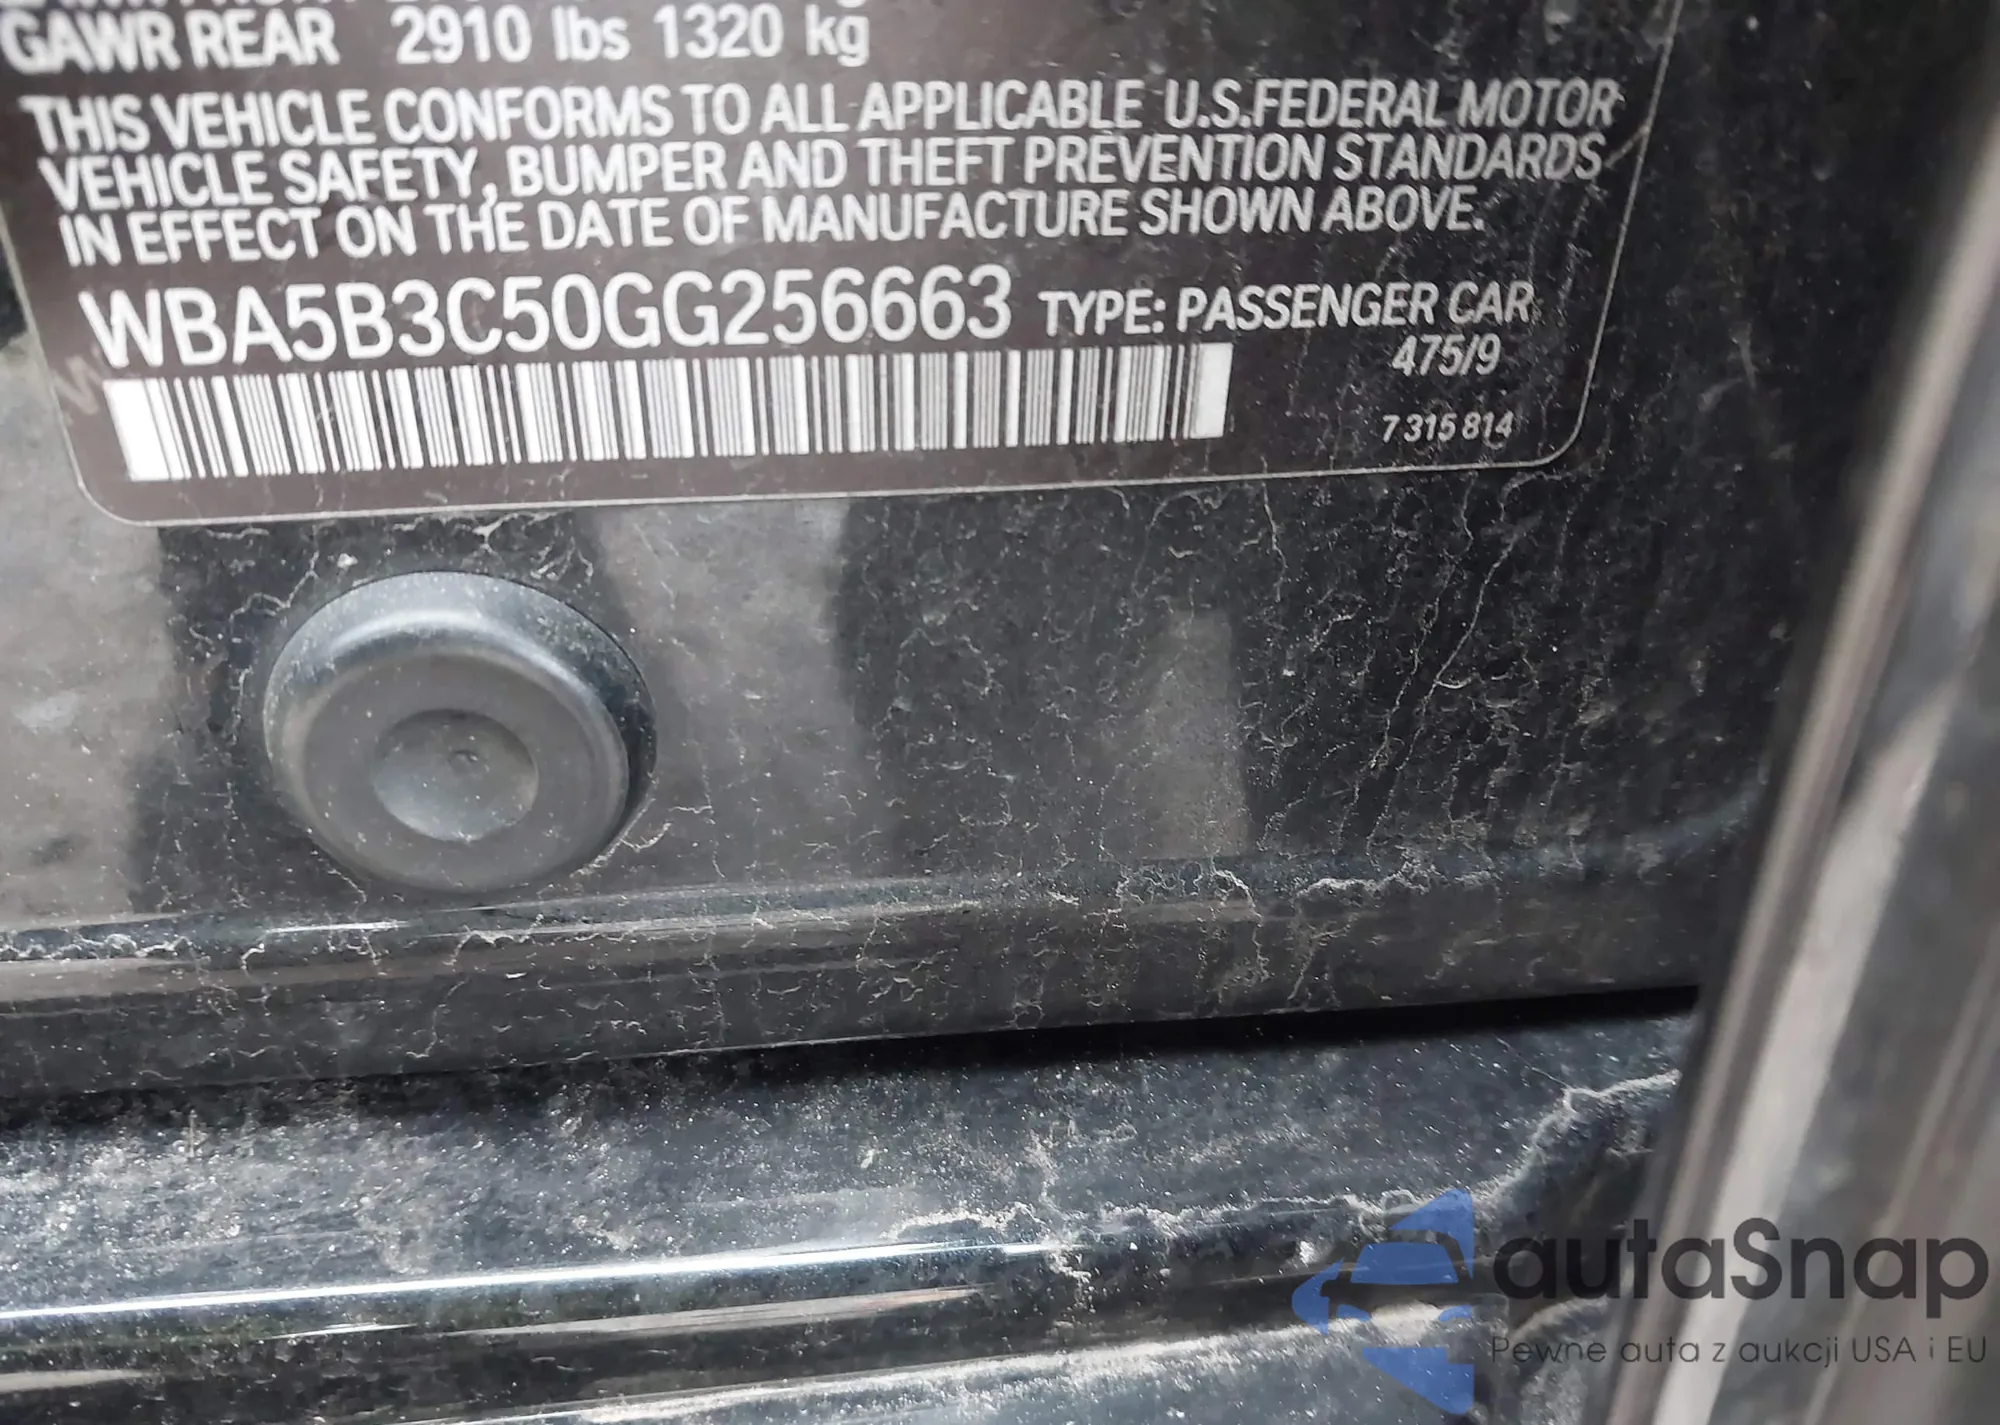 GAWR REAR 2910 lbs 1320 kg
THIS VEHICLE CONFORMS TO ALL APPLICABLE U.S.FEDERAL MOTOR
VEHICLE SAFETY, BUMPER AND THEFT PREVENTION STANDARDS
IN EFFECT ON THE DATE OF MANUFACTURE SHOWN ABOVE.
WBA5B3C50GG256663 TYPE: PASSENGER CAR
475/9
7 315 814
autaSnap
Pewne auta z aukcji USA i EU